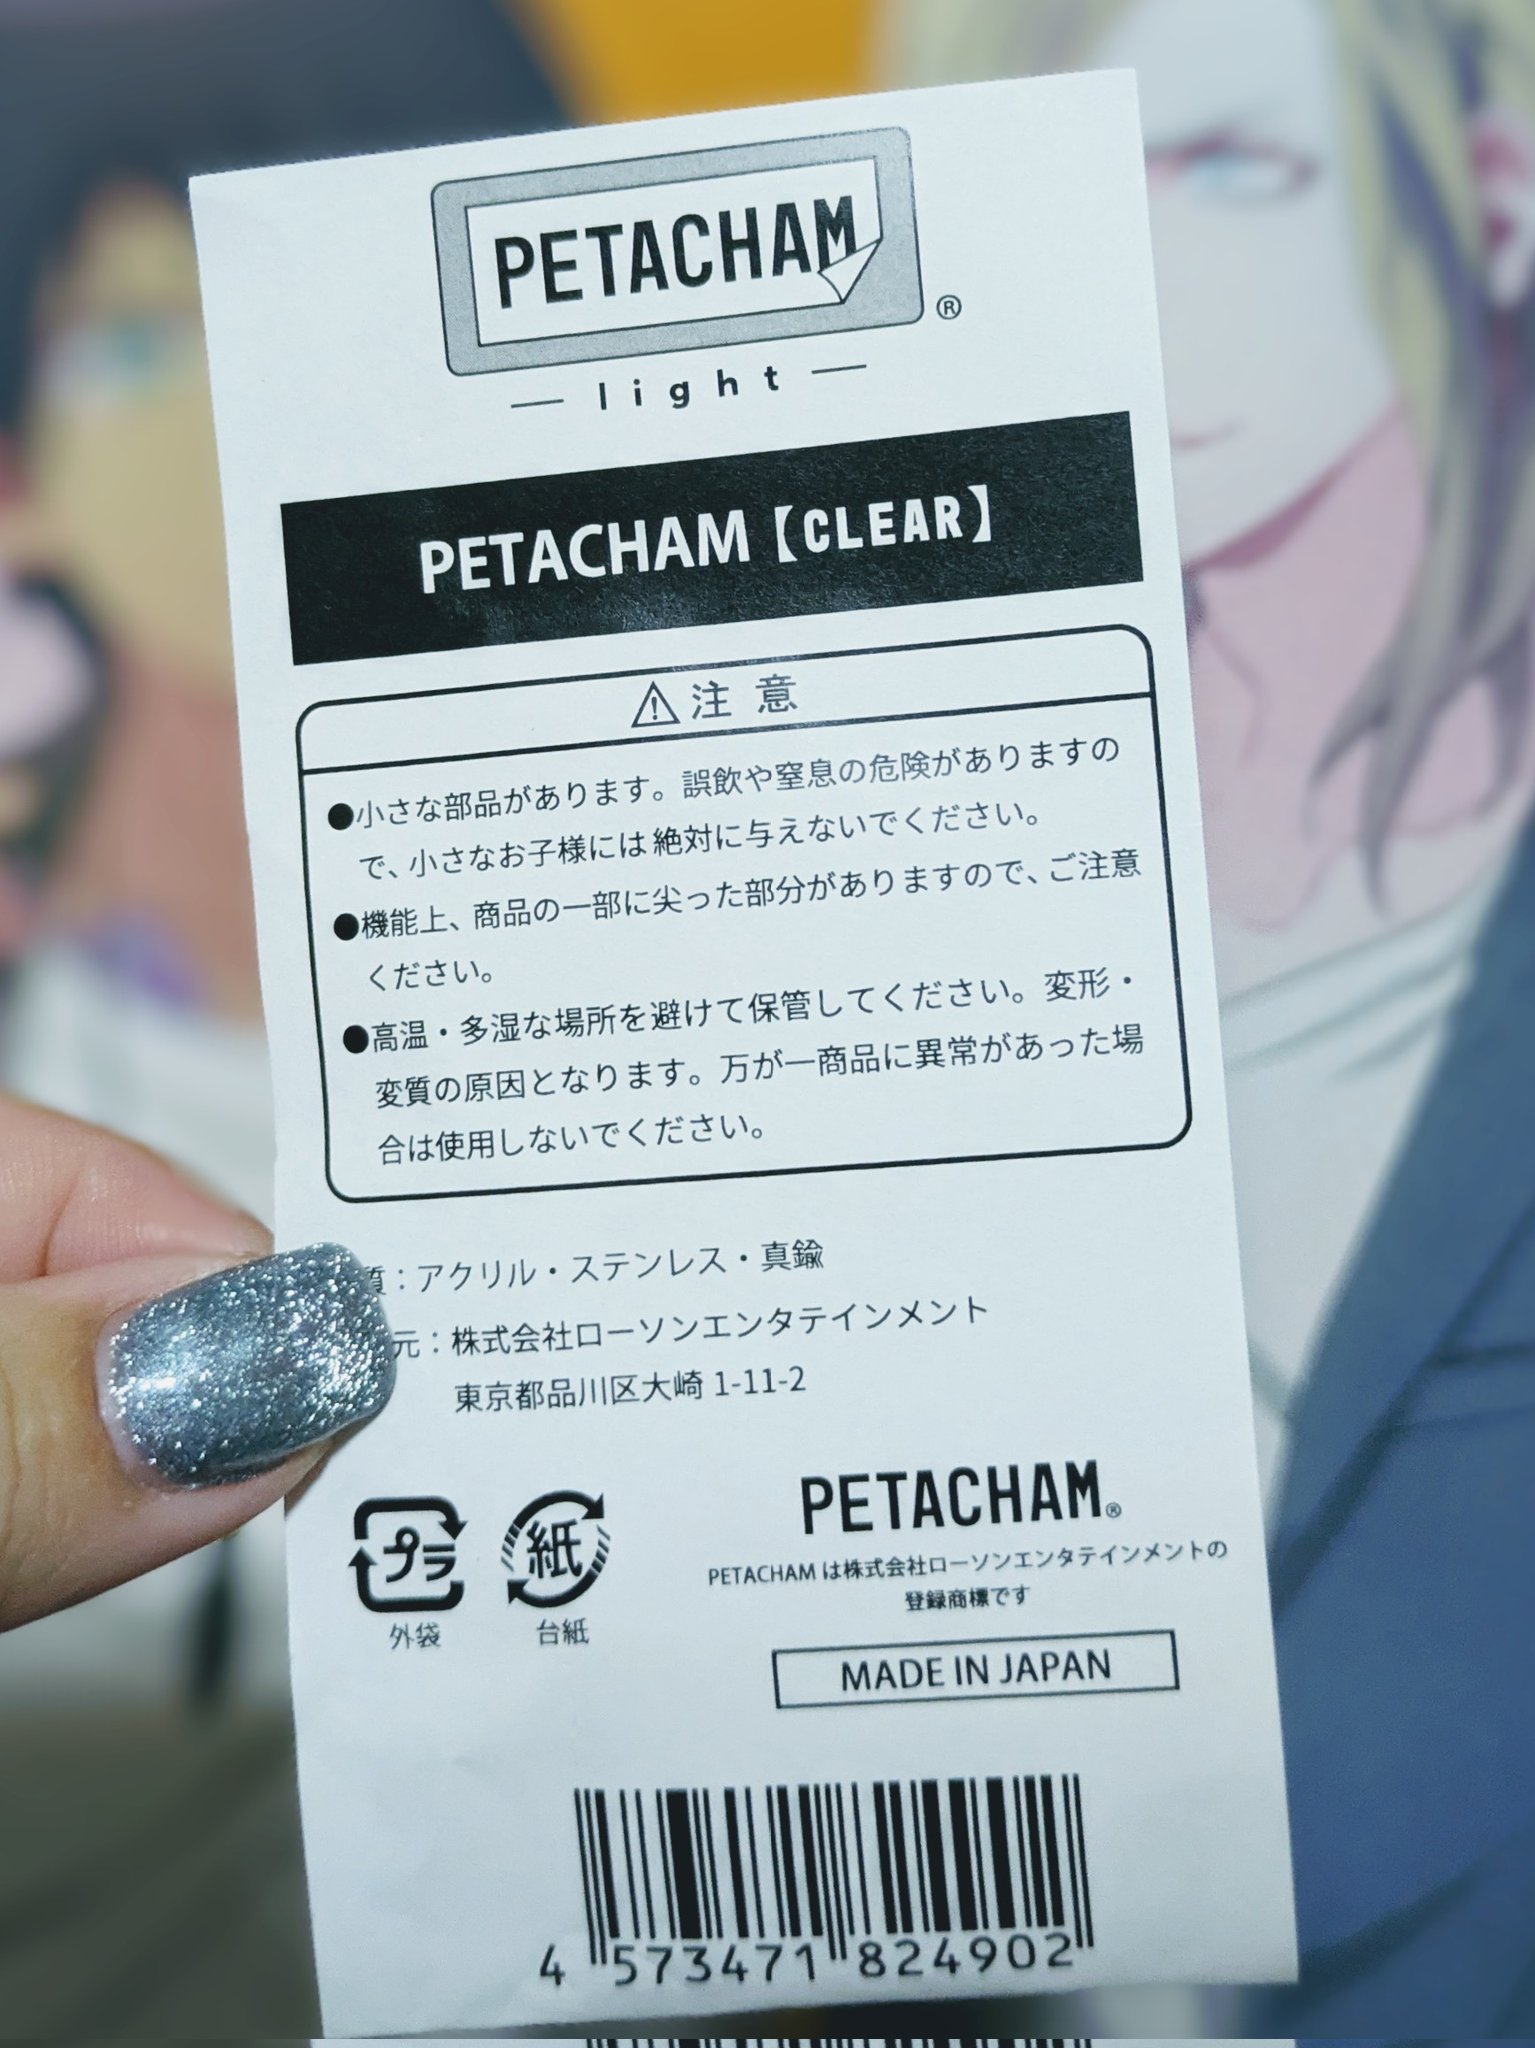 PETACHAM
®
light
PETACHAM【CLEAR】
⚠注意
●小さな部品があります。誤飲や窒息の危険がありますの
で、小さなお子様には絶対に与えないでください。
●機能上、商品の一部に尖った部分がありますので、ご注意
ください。
●高温・多湿な場所を避けて保管してください。変形・
変質の原因となります。万が一商品に異常があった場
合は使用しないでください。
質：アクリル・ステンレス・真鍮
元：株式会社ローソンエンタテインメント
東京都品川区大崎 1-11-2
プラ
外袋
紙
台紙
PETACHAM®
PETACHAM は株式会社ローソンエンタテインメントの
登録商標です
MADE IN JAPAN
4 573471 824902